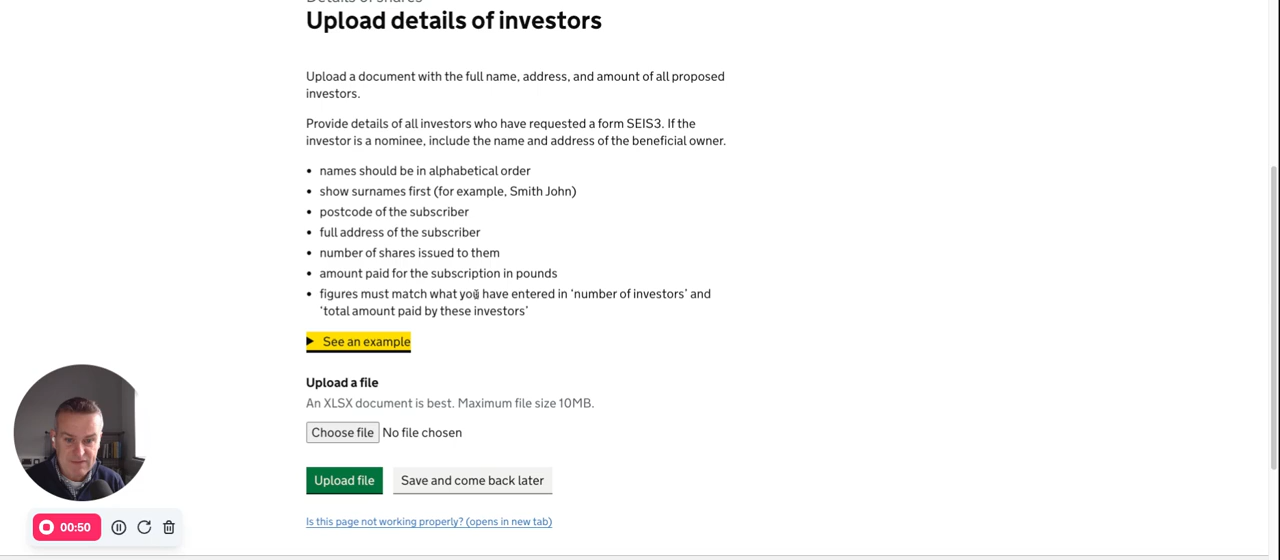 Details of shares
Upload details of investors
Upload a document with the full name, address, and amount of all proposed
investors.
Provide details of all investors who have requested a form SEIS3. If the
investor is a nominee, include the name and address of the beneficial owner.
• names should be in alphabetical order
• show surnames first (for example, Smith John)
• postcode of the subscriber
• full address of the subscriber
• number of shares issued to them
• amount paid for the subscription in pounds
• figures must match what you have entered in ‘number of investors’ and
‘total amount paid by these investors’
See an example
Upload a file
An XLSX document is best. Maximum file size 10MB.
Choose file No file chosen
Upload file Save and come back later
Is this page not working properly? (opens in new tab)
00:50